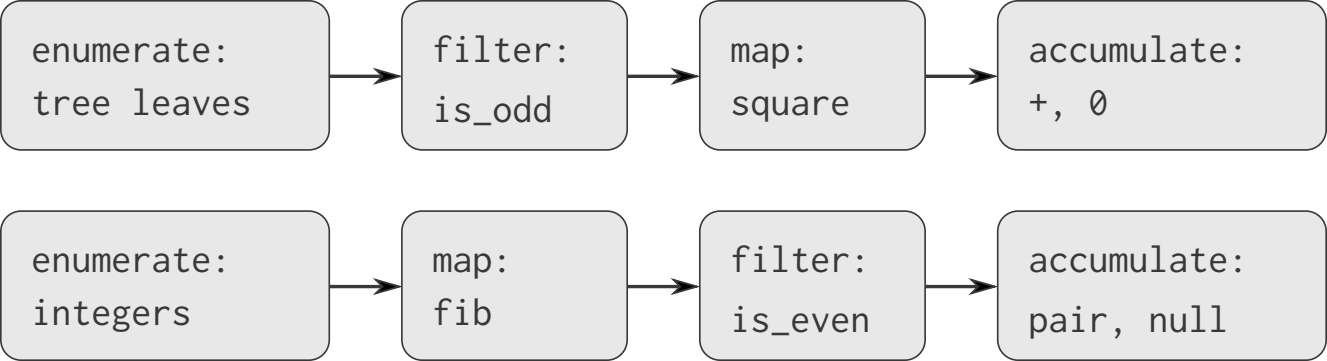 enumerate:
tree leaves
filter:
is_odd
map:
square
accumulate:
+, 0
enumerate:
integers
map:
fib
filter:
is_even
accumulate:
pair, null